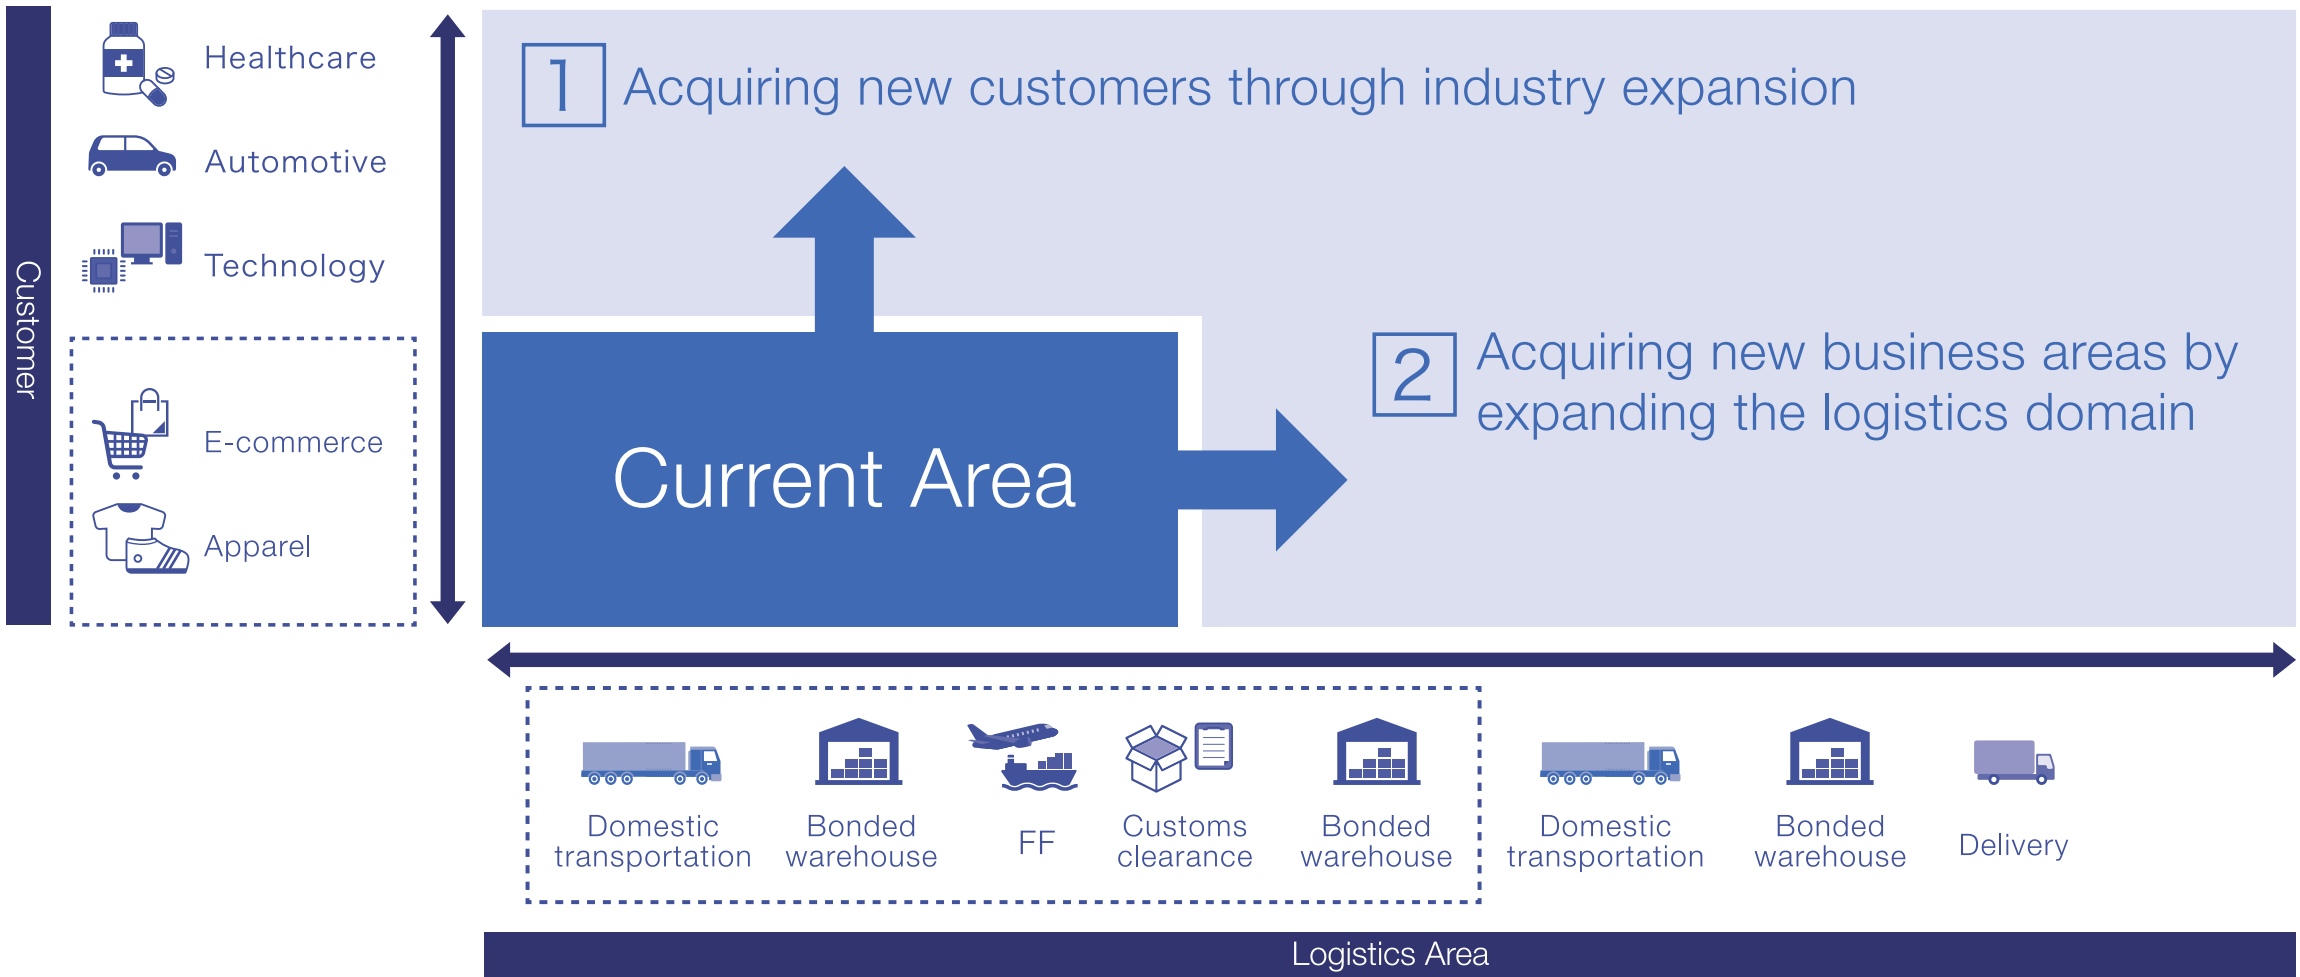 Customer
Healthcare
Automotive
Technology
E-commerce
Apparel
1
Acquiring new customers through industry expansion
2
Acquiring new business areas by
expanding the logistics domain
Current Area
Domestic
transportation
Bonded
warehouse
FF
Customs
clearance
Bonded
warehouse
Domestic
transportation
Bonded
warehouse
Delivery
Logistics Area